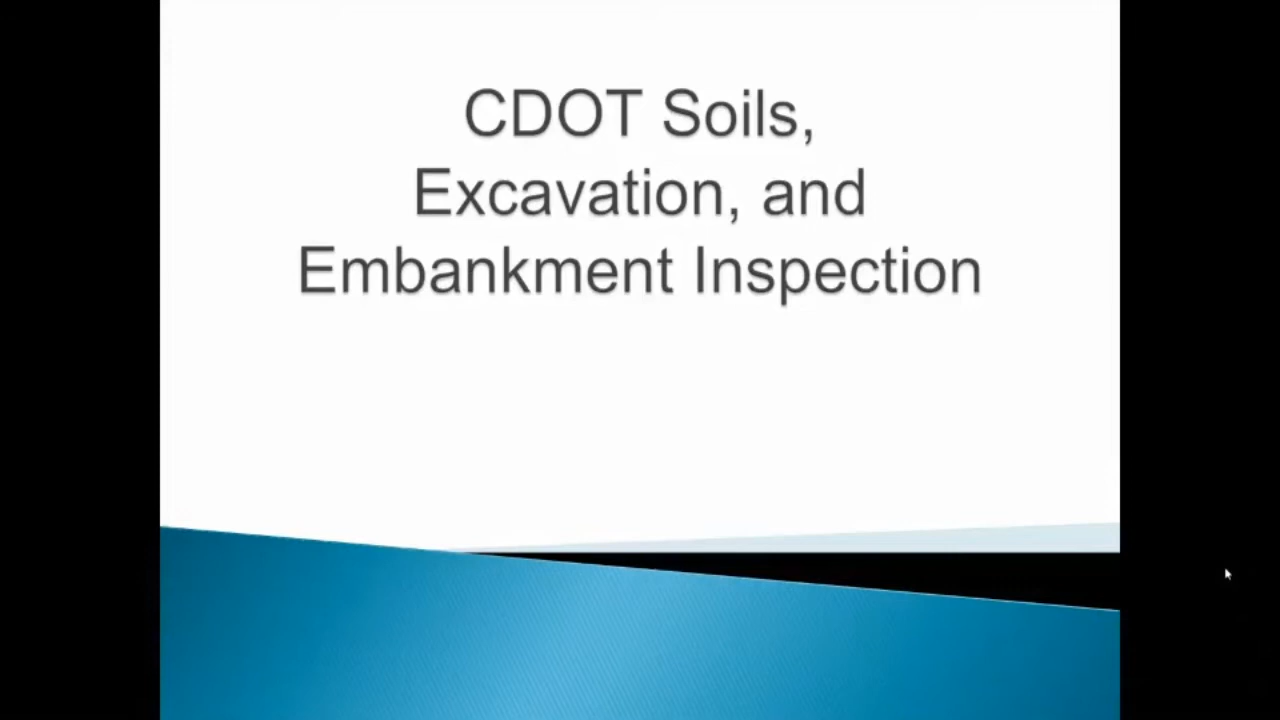 CDOT Soils,
Excavation, and
Embankment Inspection